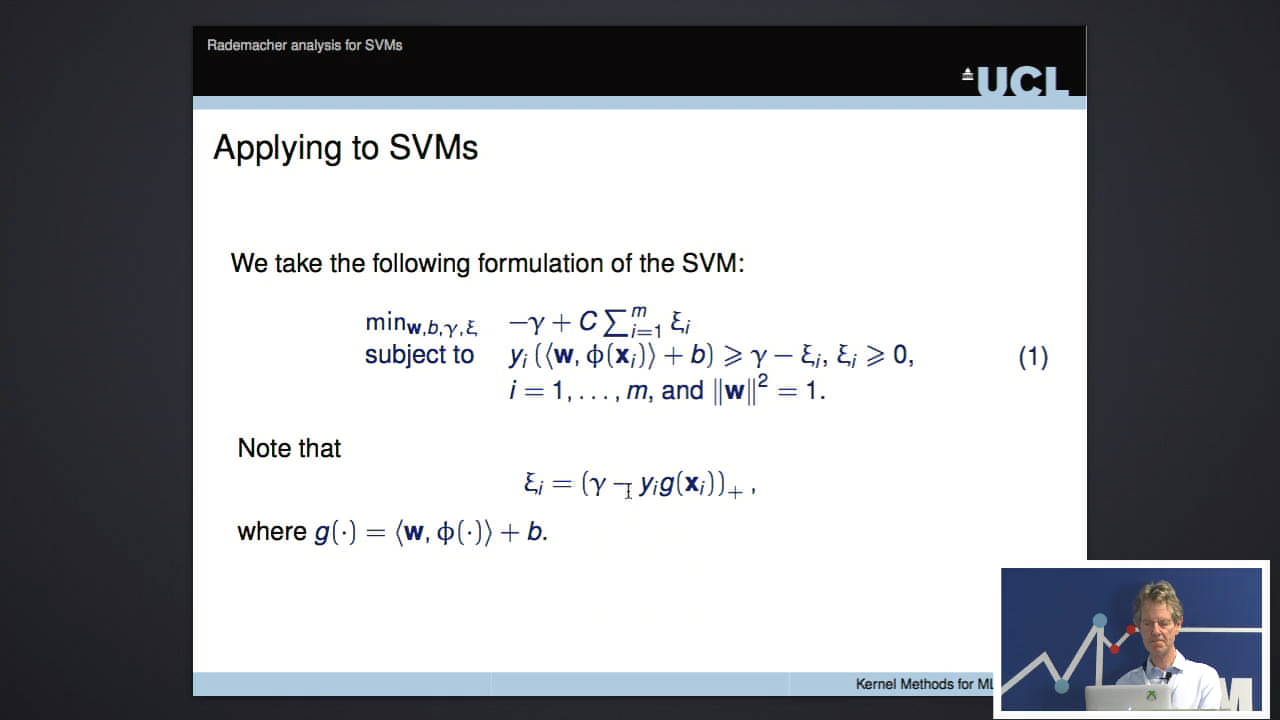 Rademacher analysis for SVMs
UCL
Applying to SVMs
We take the following formulation of the SVM:
min_{w,b,γ,ξ} −γ + C ∑_{i=1}^{m} ξ_i
subject to y_i (⟨w, ϕ(x_i)⟩ + b) ⩾ γ − ξ_i, ξ_i ⩾ 0, (1)
i = 1, . . . , m, and ‖w‖² = 1.
Note that
ξ_i = (γ − y_i g(x_i))_+ ,
where g(·) = ⟨w, ϕ(·)⟩ + b.
Kernel Methods for ML